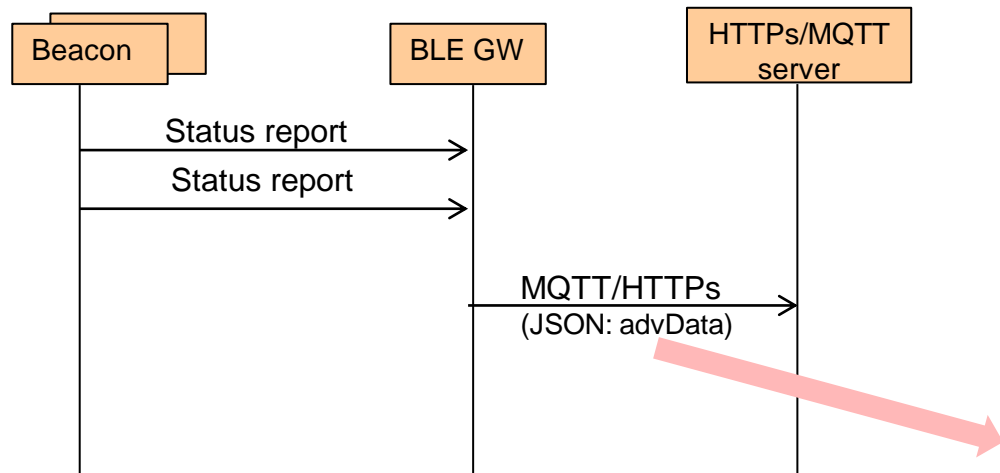 Beacon
BLE GW
HTTPs/MQTT
server
Status report
Status report
MQTT/HTTPs
(JSON: advData)